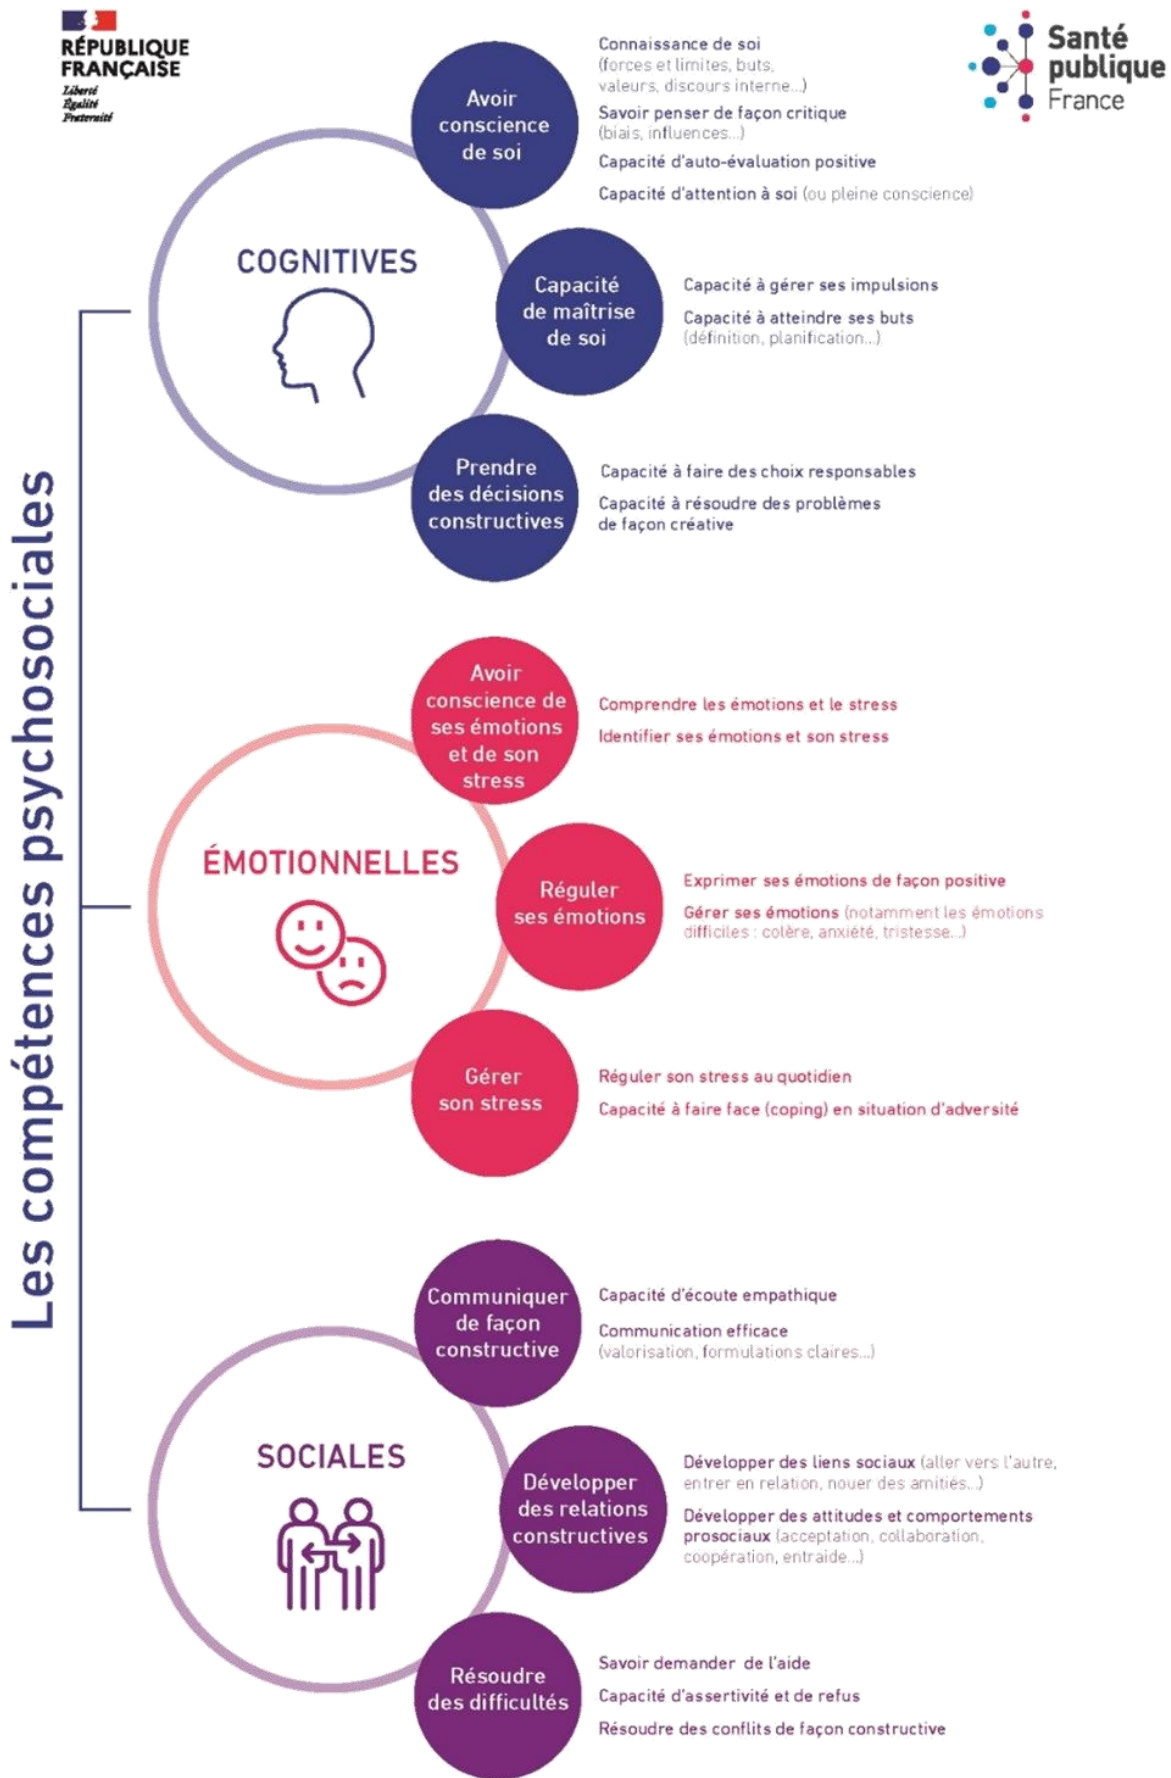 RÉPUBLIQUE
FRANÇAISE
Liberté
Égalité
Fraternité
Santé
publique
France
Les compétences psychosociales
COGNITIVES
Avoir
conscience
de soi
Connaissance de soi
(forces et limites, buts,
valeurs, discours interne...)
Savoir penser de façon critique
(biais, influences...)
Capacité d'auto-évaluation positive
Capacité d'attention à soi (ou pleine conscience)
Capacité
de maîtrise
de soi
Capacité à gérer ses impulsions
Capacité à atteindre ses buts
(définition, planification...)
Prendre
des décisions
constructives
Capacité à faire des choix responsables
Capacité à résoudre des problèmes
de façon créative
ÉMOTIONNELLES
Avoir
conscience de
ses émotions
et de son
stress
Comprendre les émotions et le stress
Identifier ses émotions et son stress
Réguler
ses émotions
Exprimer ses émotions de façon positive
Gérer ses émotions (notamment les émotions
difficiles : colère, anxiété, tristesse...)
Gérer
son stress
Réguler son stress au quotidien
Capacité à faire face (coping) en situation d'adversité
SOCIALES
Communiquer
de façon
constructive
Capacité d'écoute empathique
Communication efficace
(valorisation, formulations claires...)
Développer
des relations
constructives
Développer des liens sociaux (aller vers l'autre,
entrer en relation, nouer des amitiés...)
Développer des attitudes et comportements
prosociaux (acceptation, collaboration,
coopération, entraide...)
Résoudre
des difficultés
Savoir demander de l'aide
Capacité d'assertivité et de refus
Résoudre des conflits de façon constructive